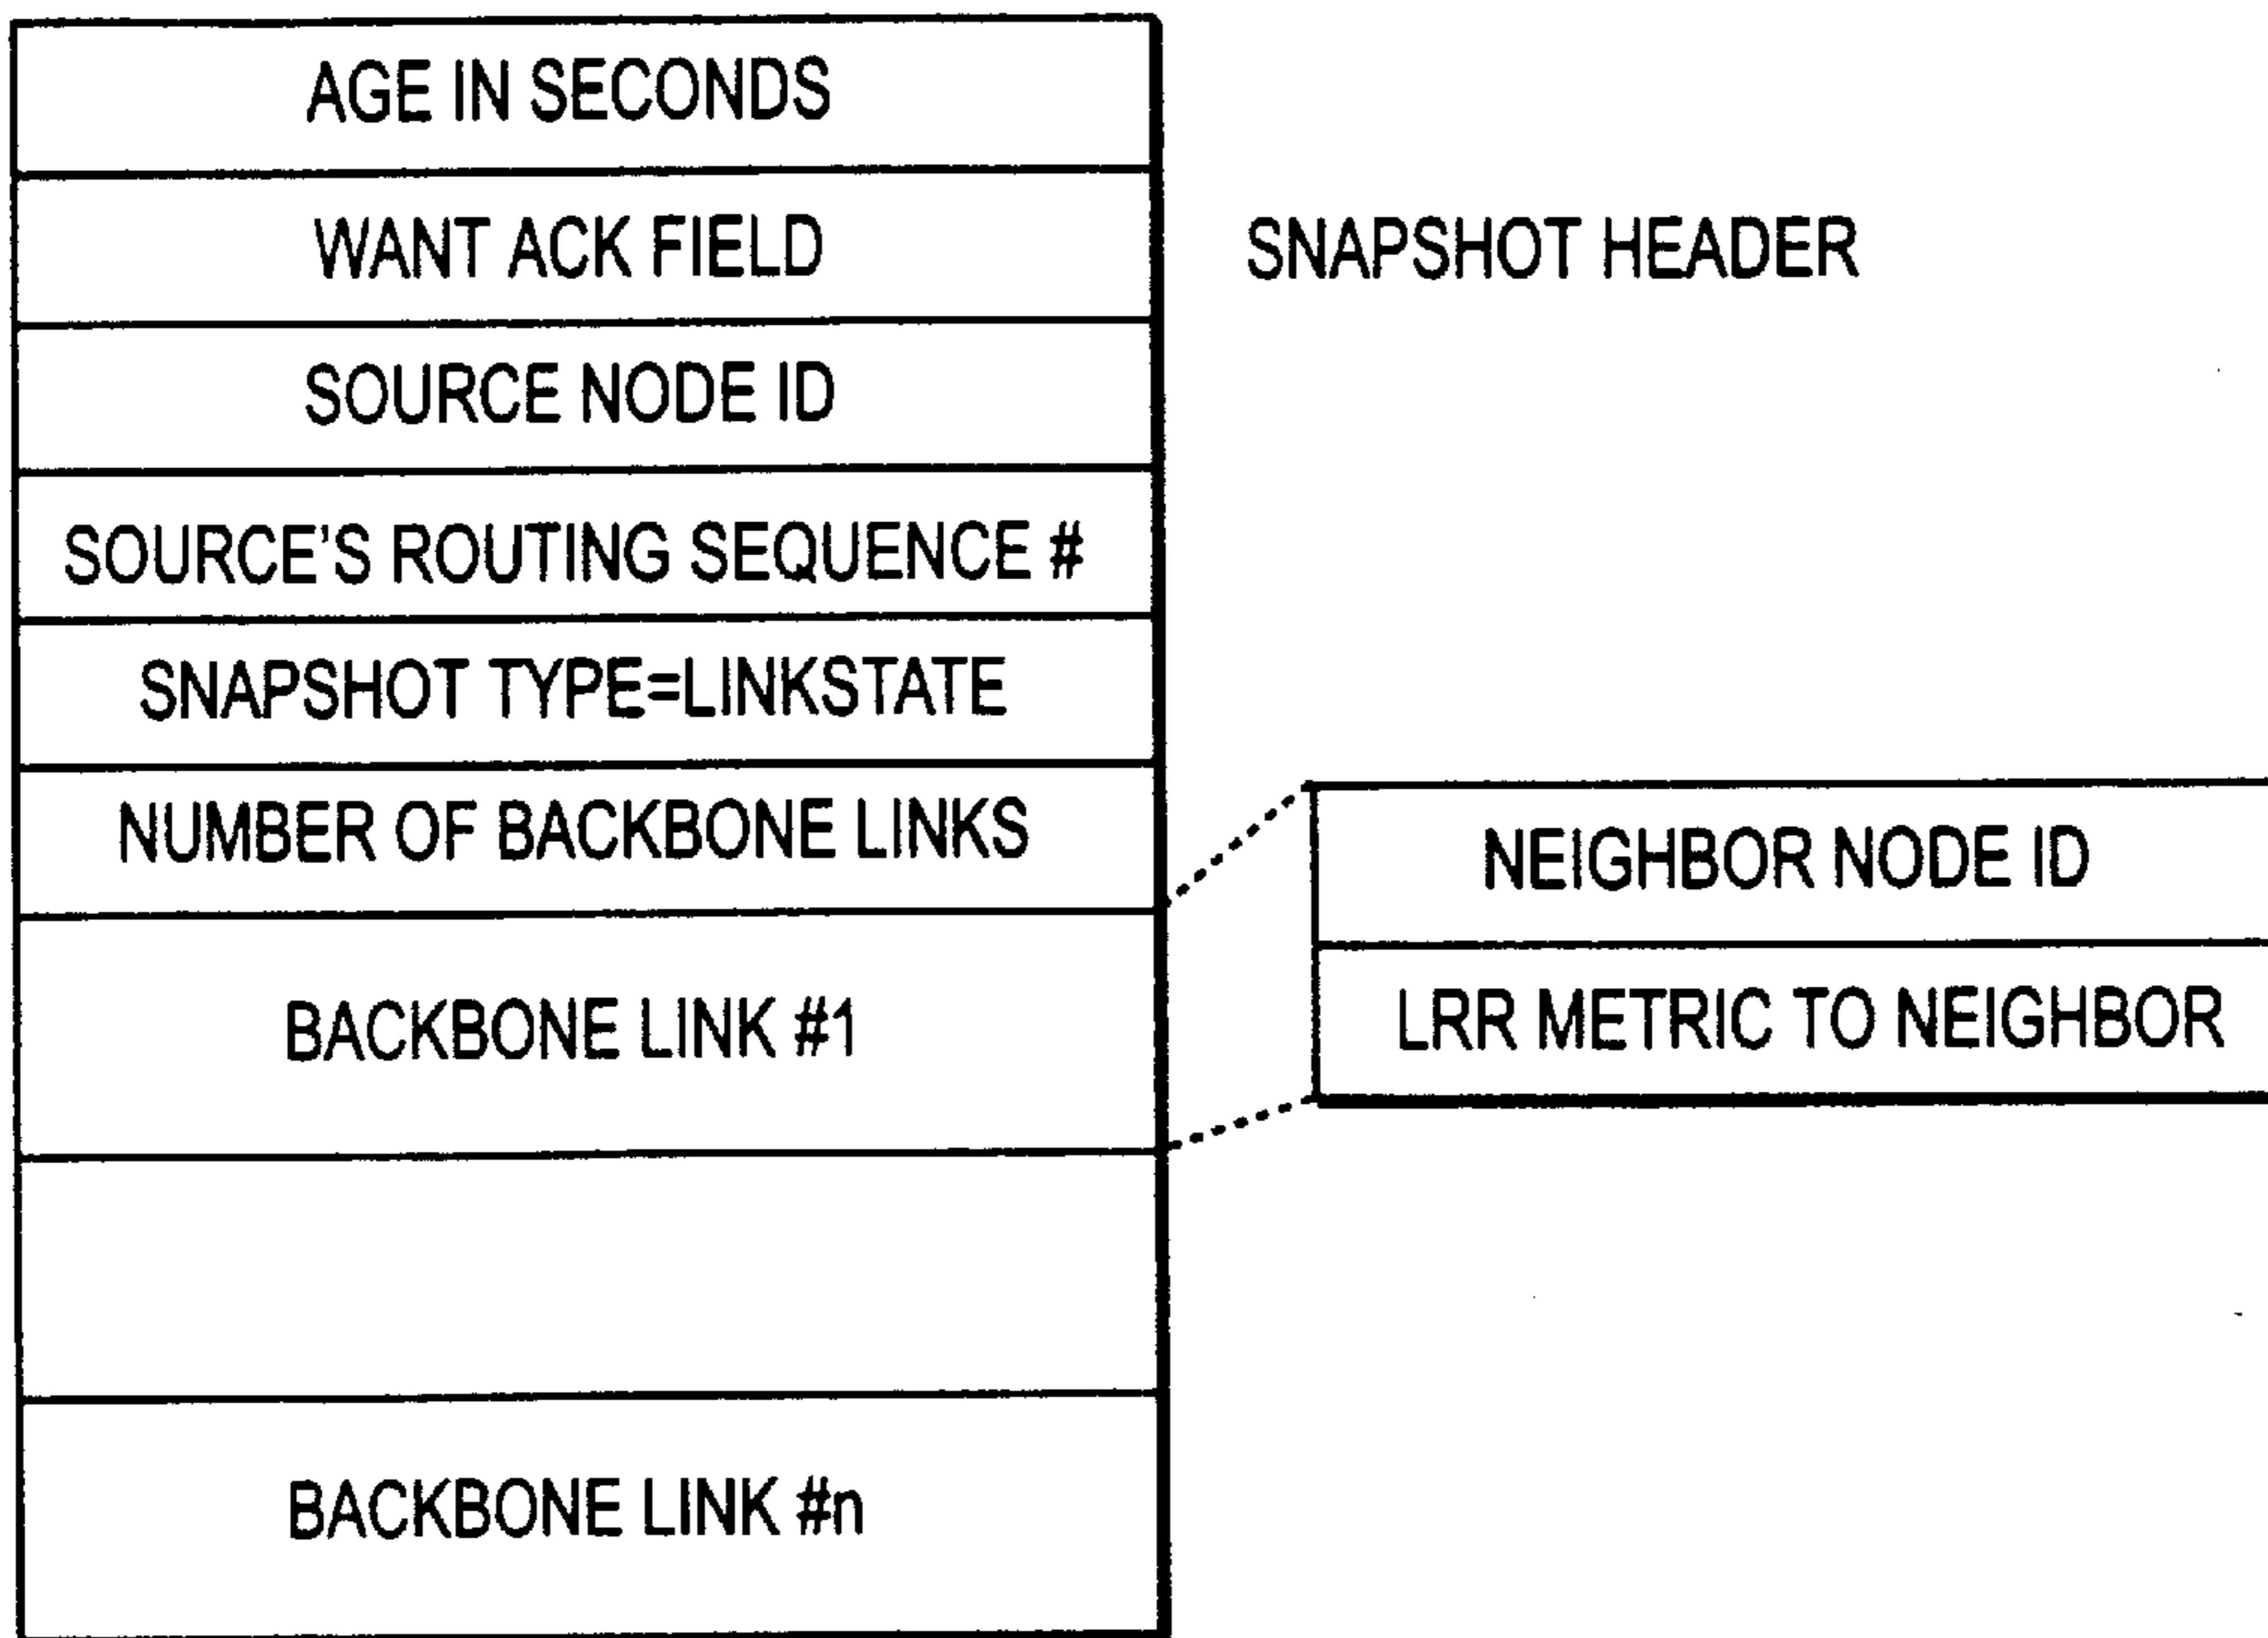 AGE IN SECONDS
WANT ACK FIELD
SNAPSHOT HEADER
SOURCE NODE ID
SOURCE'S ROUTING SEQUENCE #
SNAPSHOT TYPE=LINKSTATE
NUMBER OF BACKBONE LINKS
NEIGHBOR NODE ID
BACKBONE LINK #1
LRR METRIC TO NEIGHBOR
BACKBONE LINK #n